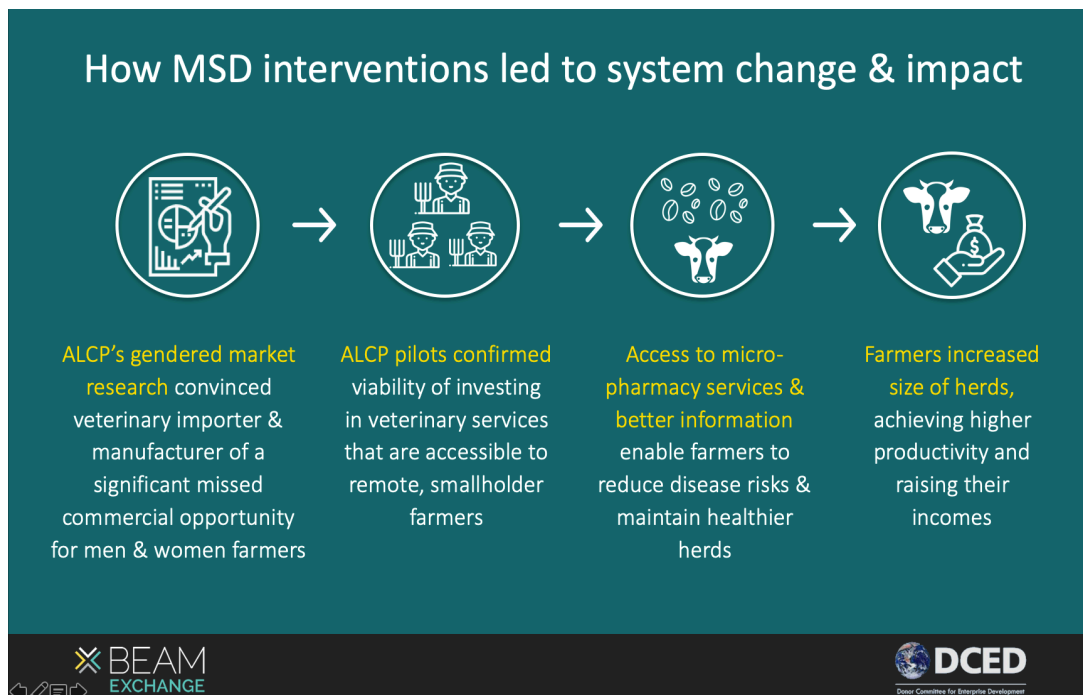 How MSD interventions led to system change & impact
ALCP's gendered market
research convinced
veterinary importer &
manufacturer of a
significant missed
commercial opportunity
for men & women farmers
ALCP pilots confirmed
viability of investing
in veterinary services
that are accessible to
remote, smallholder
farmers
Access to micro-
pharmacy services &
better information
enable farmers to
reduce disease risks &
maintain healthier
herds
Farmers increased
size of herds,
achieving higher
productivity and
raising their
incomes
$
BEAM
EXCHANGE
DCED
Donor Committee for Enterprise Development